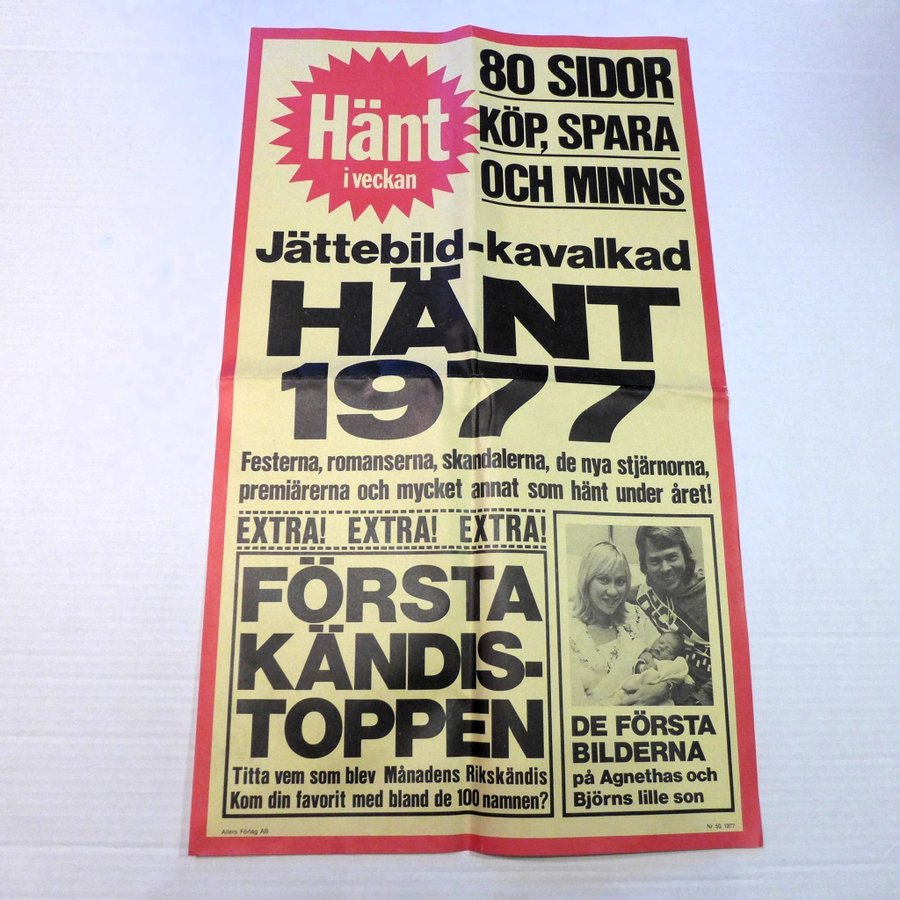 Hänt
i veckan
80 SIDOR
KÖP, SPARA
OCH MINNS
Jättebild-kavalkad
HÄNT
1977
Festerna, romanserna, skandalerna, de nya stjärnorna,
premiärerna och mycket annat som hänt under året!
EXTRA! EXTRA! EXTRA!
FÖRSTA
KÄNDIS-
TOPPEN
Titta vem som blev Månadens Rikskändis
Kom din favorit med bland de 100 namnen?
DE FÖRSTA
BILDERNA
på Agnethas och
Björns lille son
Allers Förlag AB
Nr 50 1977